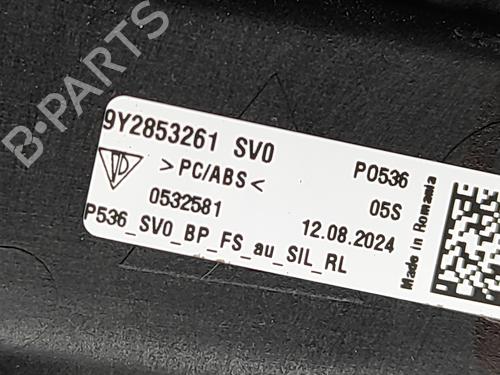 B-PARTS
9Y2853261 SV0
>PC/ABS< P0536
0532581 05S
12.08.2024
P536_SV0_BP_FS_au_SIL_RL
Made in Romania